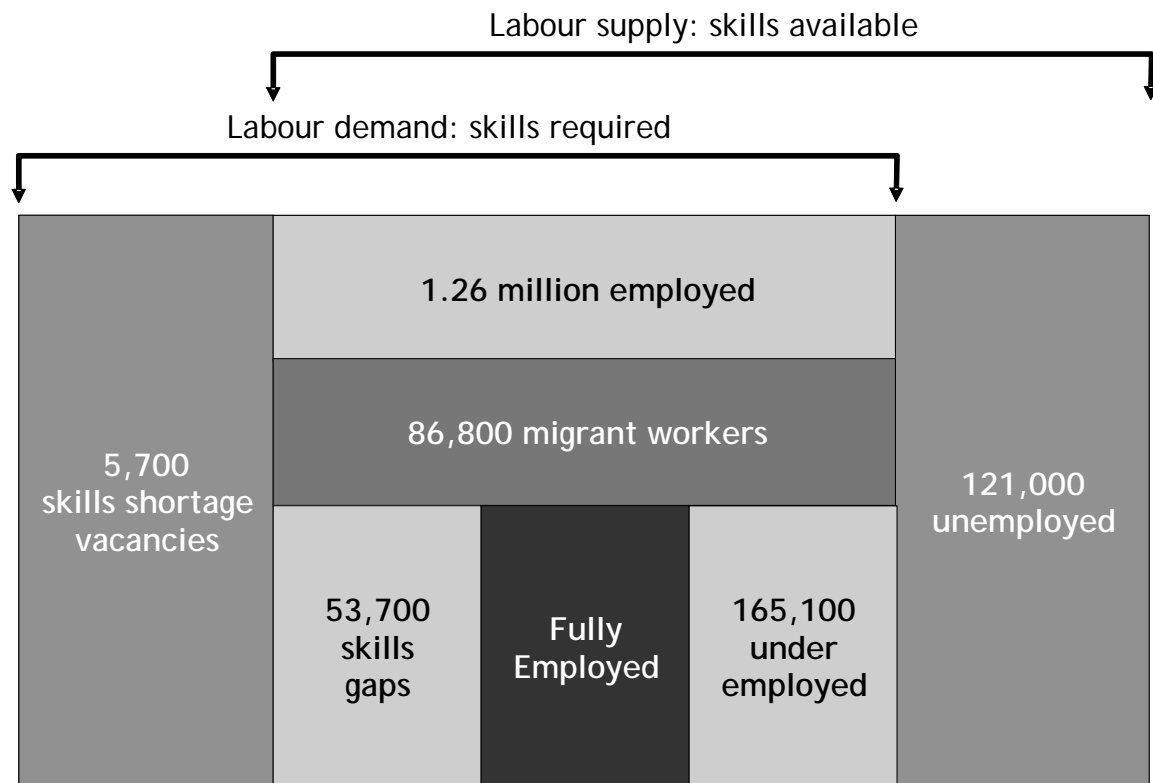 Labour supply: skills available
Labour demand: skills required
1.26 million employed
86,800 migrant workers
5,700
skills shortage
vacancies
121,000
unemployed
53,700
skills
gaps
Fully
Employed
165,100
under
employed